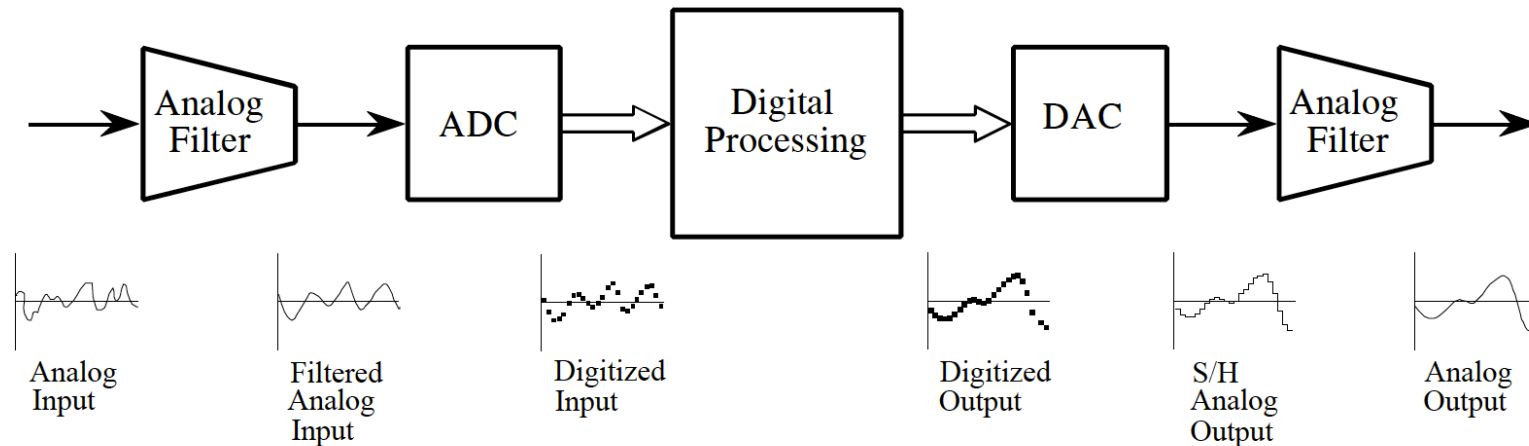 Analog
Filter
ADC
Digital
Processing
DAC
Analog
Filter
Analog
Input
Filtered
Analog
Input
Digitized
Input
Digitized
Output
S/H
Analog
Output
Analog
Output